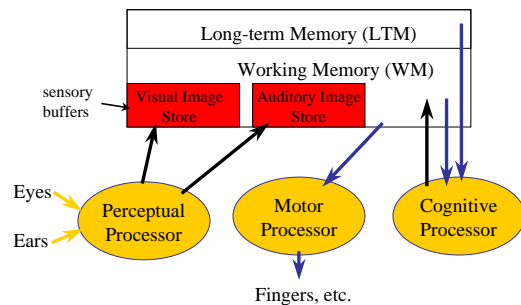 Long-term Memory (LTM)
Working Memory (WM)
sensory
buffers
Visual Image
Store
Auditory Image
Store
Eyes
Ears
Perceptual
Processor
Motor
Processor
Cognitive
Processor
Fingers, etc.